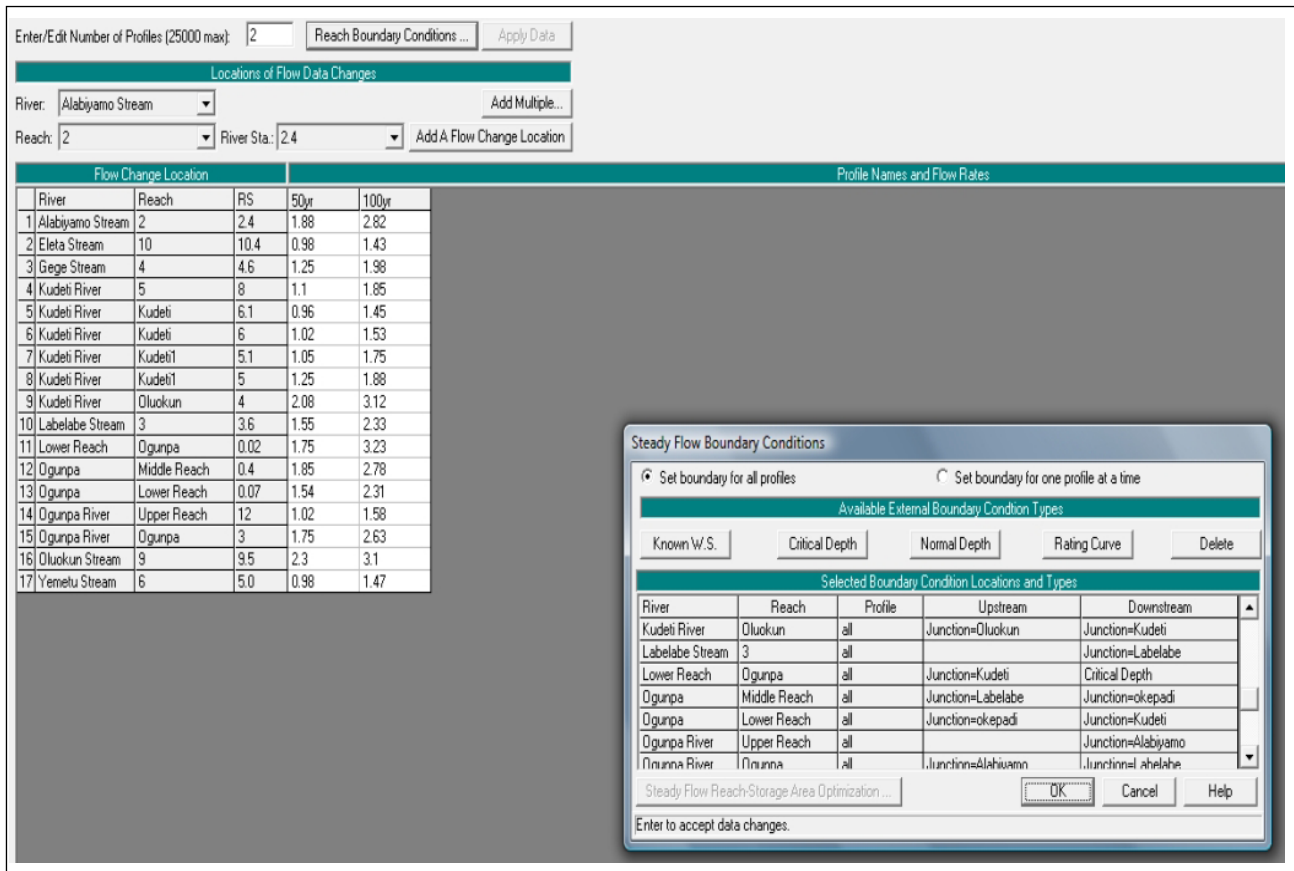 Enter/Edit Number of Profiles (25000 max): 2 Reach Boundary Conditions ... Apply Data
Locations of Flow Data Changes
River: Alabiyamo Stream Add Multiple...
Reach: 2 River Sta.: 2.4 Add A Flow Change Location
Flow Change Location Profile Names and Flow Rates
River Reach RS 50yr 100yr
1 Alabiyamo Stream 2 2.4 1.88 2.82
2 Eleta Stream 10 10.4 0.98 1.43
3 Gege Stream 4 4.6 1.25 1.98
4 Kudeti River 5 8 1.1 1.85
5 Kudeti River Kudeti 6.1 0.96 1.45
6 Kudeti River Kudeti 6 1.02 1.53
7 Kudeti River Kudeti1 5.1 1.05 1.75
8 Kudeti River Kudeti1 5 1.25 1.88
9 Kudeti River Oluokun 4 2.08 3.12
10 Labelabe Stream 3 3.6 1.55 2.33
11 Lower Reach Ogunpa 0.02 1.75 3.23
12 Ogunpa Middle Reach 0.4 1.85 2.78
13 Ogunpa Lower Reach 0.07 1.54 2.31
14 Ogunpa River Upper Reach 12 1.02 1.58
15 Ogunpa River Ogunpa 3 1.75 2.63
16 Oluokun Stream 9 9.5 2.3 3.1
17 Yemetu Stream 6 5.0 0.98 1.47
Steady Flow Boundary Conditions
Set boundary for all profiles Set boundary for one profile at a time
Available External Boundary Condtion Types
Known W.S. Critical Depth Normal Depth Rating Curve Delete
Selected Boundary Condition Locations and Types
River Reach Profile Upstream Downstream
Kudeti River Oluokun all Junction=Oluokun Junction=Kudeti
Labelabe Stream 3 all Junction=Labelabe
Lower Reach Ogunpa all Junction=Kudeti Critical Depth
Ogunpa Middle Reach all Junction=Labelabe Junction=okepadi
Ogunpa Lower Reach all Junction=okepadi Junction=Kudeti
Ogunpa River Upper Reach all Junction=Alabiyamo
Ogunpa River Ogunpa all Junction=Alabiyamo Junction=Labelabe
Steady Flow Reach-Storage Area Optimization ... OK Cancel Help
Enter to accept data changes.